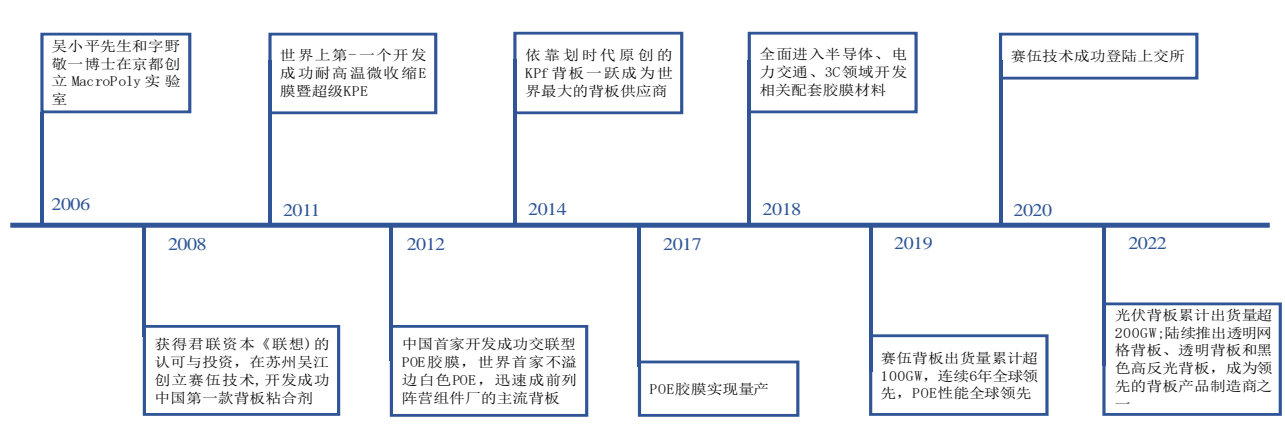 吴小平先生和字野
敬一博士在京都创
立MacroPoly实验
室
2006
获得君联资本《联想)的
认可与投资，在苏州吴江
创立赛伍技术,开发成功
中国第一款背板粘合剂
2008
世界上第-一个开发
成功耐高温微收缩E
膜暨超级KPE
2011
中国首家开发成功交联型
POE胶膜，世界首家不溢
边白色POE，迅速成前列
阵营组件厂的主流背板
2012
依靠划时代原创的
KPf背板一跃成为世
界最大的背板供应商
2014
POE胶膜实现量产
2017
全面进入半导体、电
力交通、3C领域开发
相关配套胶膜材料
2018
赛伍背板出货量累计超
100GW，连续6年全球领
先，POE性能全球领先
2019
赛伍技术成功登陆上交所
2020
光伏背板累计出货量超
200GW;陆续推出透明网
格背板、透明背板和黑
色高反光背板，成为领
先的背板产品制造商之
一
2022